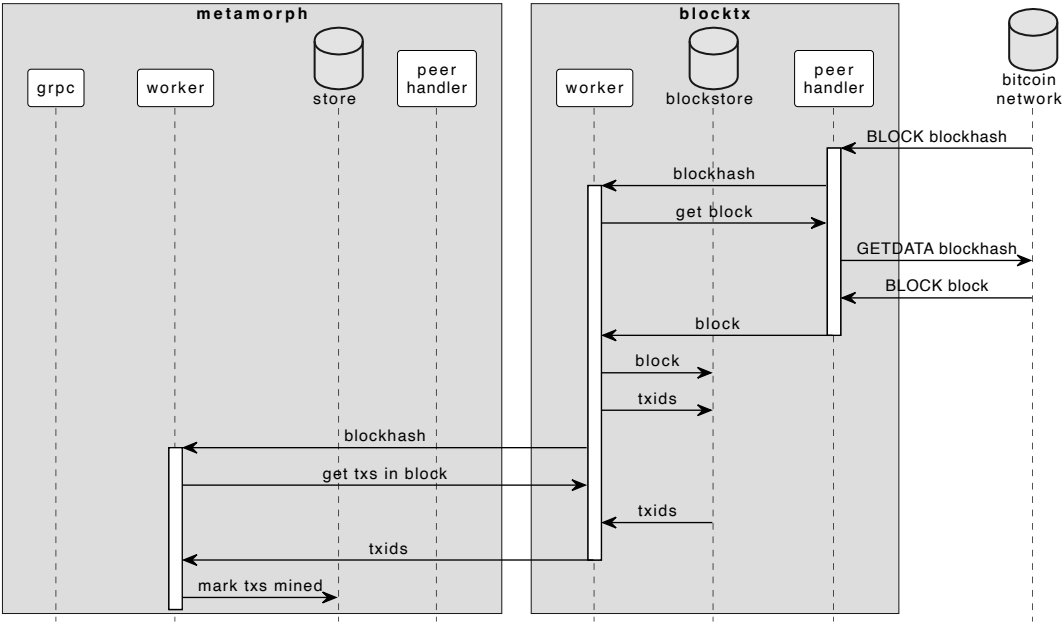 metamorph
blocktx
grpc
worker
store
peer
handler
worker
blockstore
peer
handler
bitcoin
network
BLOCK blockhash
blockhash
get block
GETDATA blockhash
BLOCK block
block
block
txids
blockhash
get txs in block
txids
txids
mark txs mined